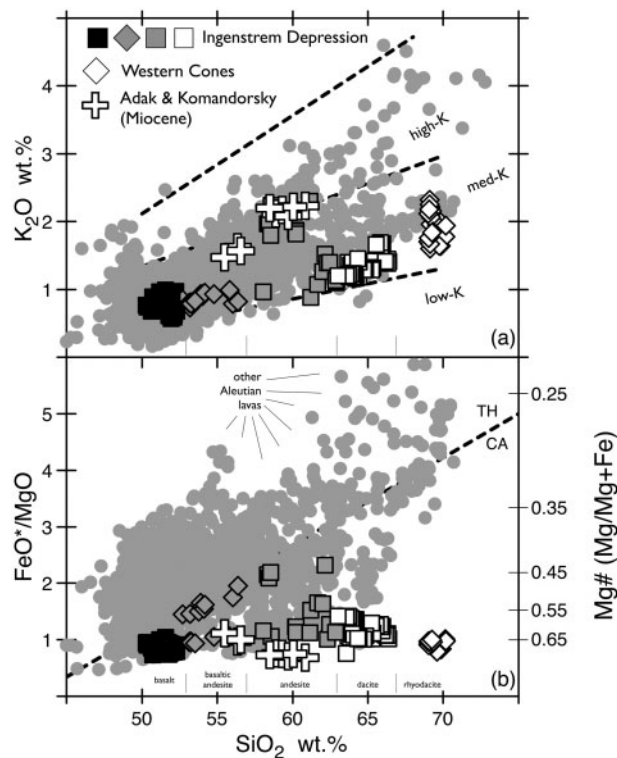 Ingenstrem Depression
Western Cones
Adak & Komandorsky
(Miocene)
high-K
med-K
low-K
(a)
K2O wt.%
4
3
2
1
other
Aleutian
lavas
TH
CA
FeO*/MgO
5
4
3
2
1
0.25
0.35
0.45
0.55
0.65
Mg# (Mg/Mg+Fe)
basalt
basaltic
andesite
andesite
dacite
rhyodacite
(b)
50 55 60 65 70
SiO2 wt.%